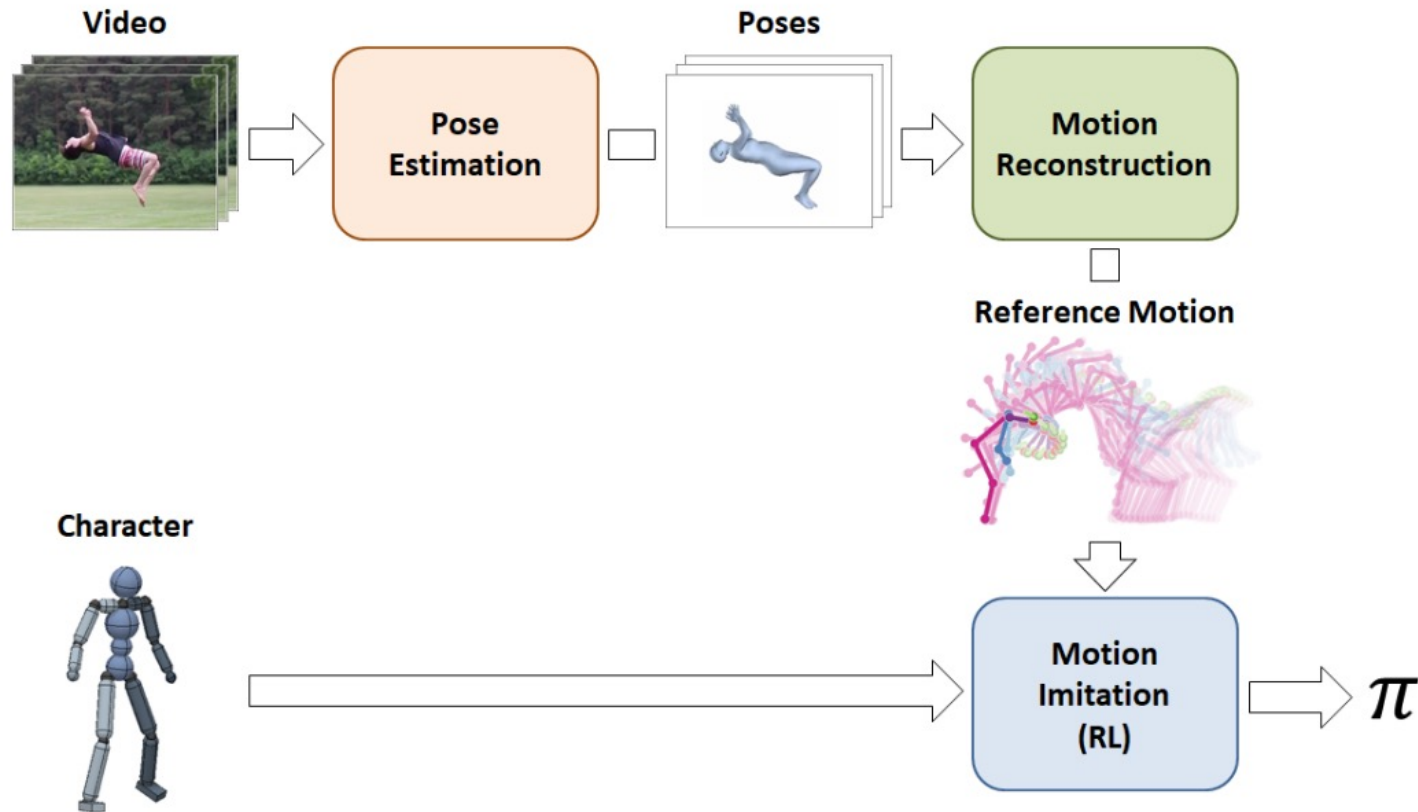 Video
Poses
Pose
Estimation
Motion
Reconstruction
Reference Motion
Character
Motion
Imitation
(RL)
π